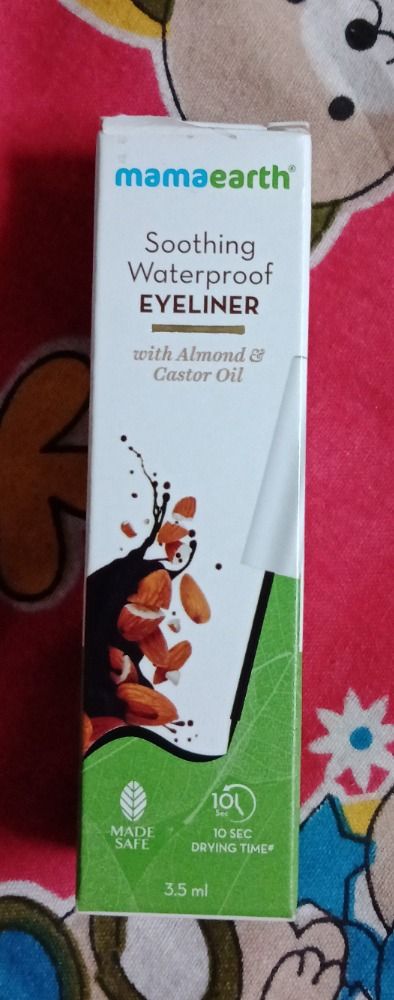 mamaearth®
Soothing
Waterproof
EYELINER
with Almond &
Castor Oil
10
Sec
MADE
SAFE
10 SEC
DRYING TIME#
3.5 ml